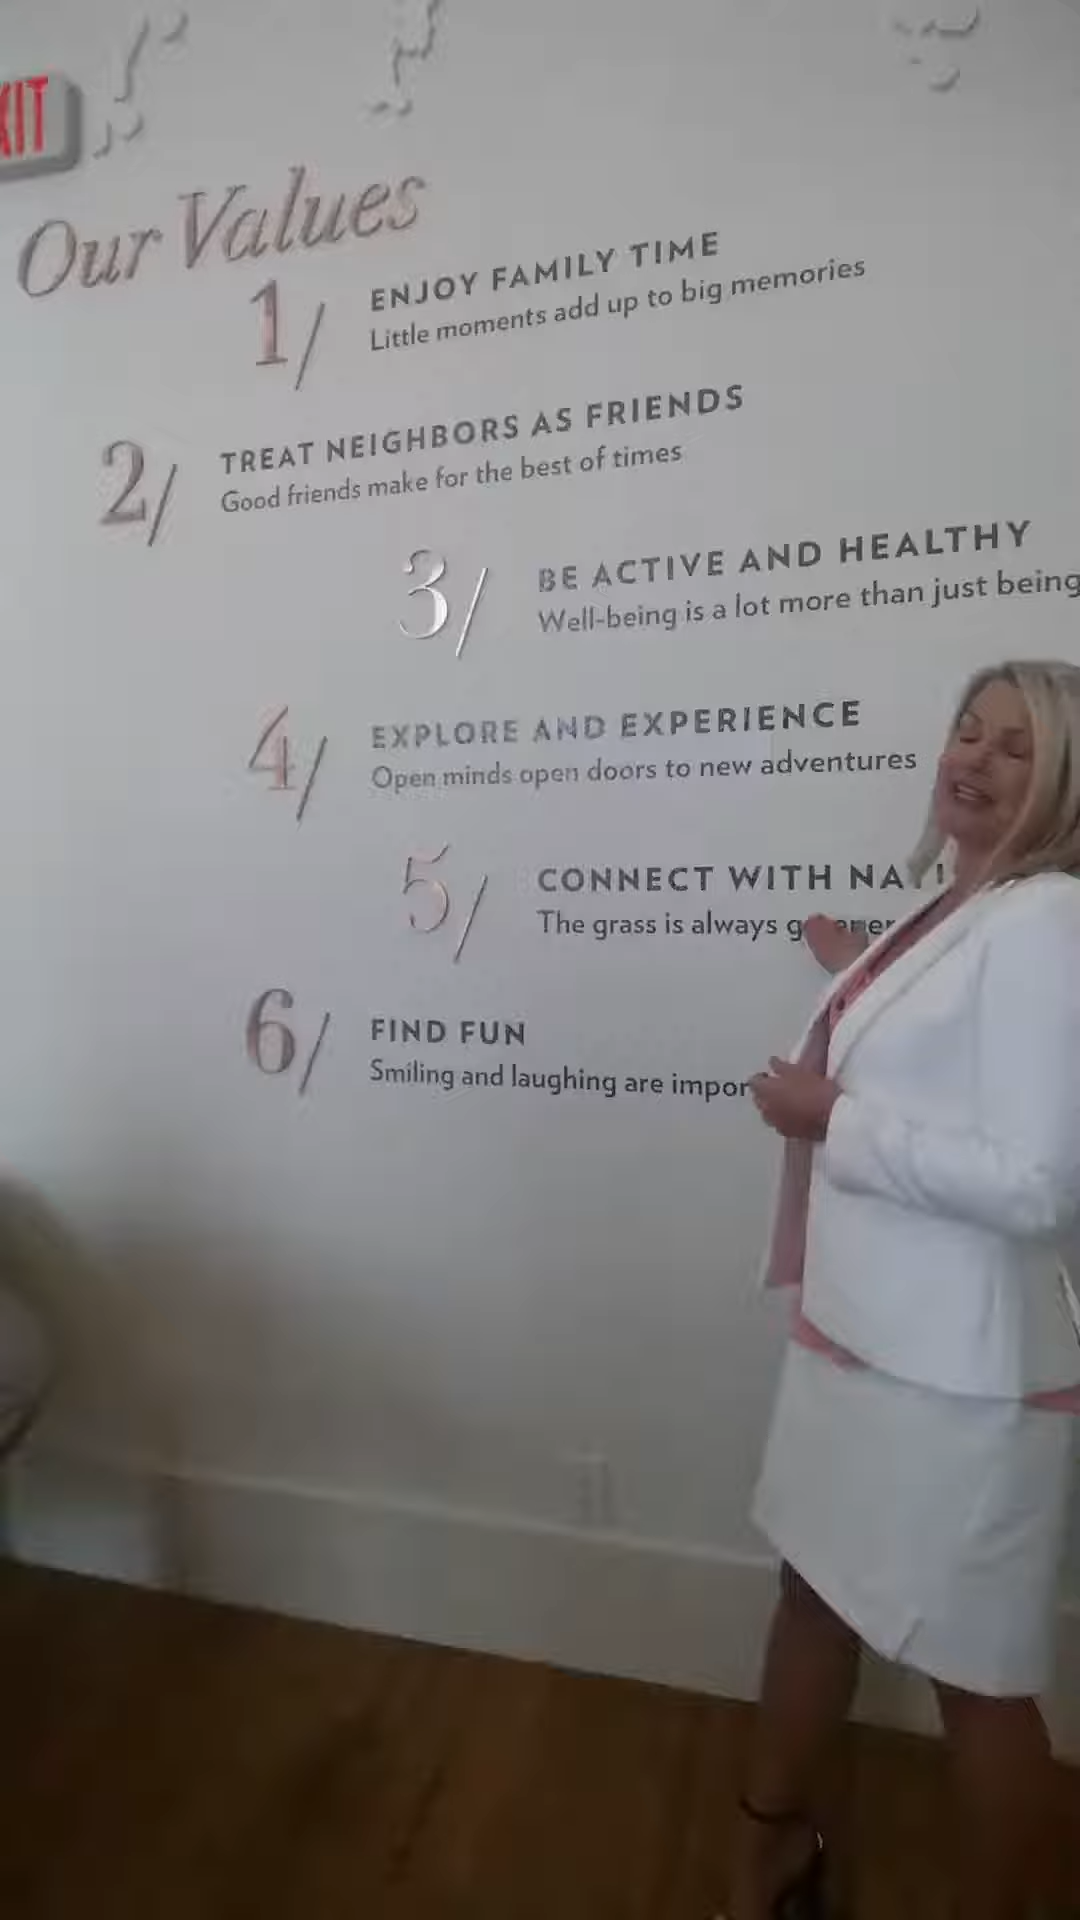 Our Values
1/ ENJOY FAMILY TIME
Little moments add up to big memories
2/ TREAT NEIGHBORS AS FRIENDS
Good friends make for the best of times
3/ BE ACTIVE AND HEALTHY
Well-being is a lot more than just being
4/ EXPLORE AND EXPERIENCE
Open minds open doors to new adventures
5/ CONNECT WITH
The grass is always
6/ FIND FUN
Smiling and laughing are